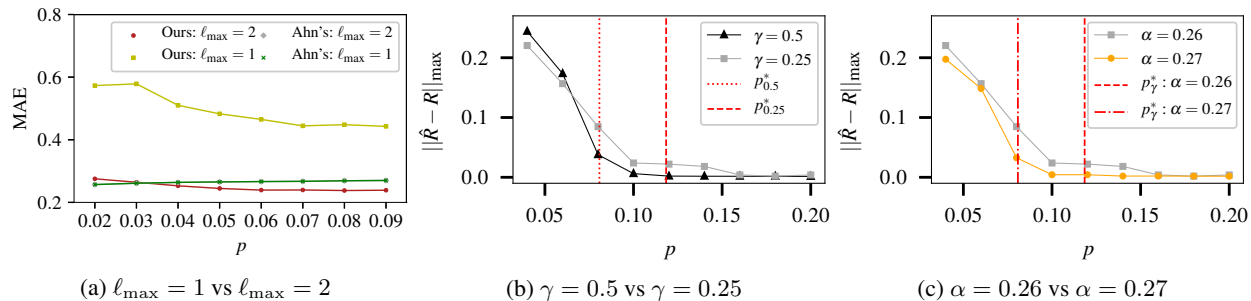 0.8
0.6
0.4
0.2
MAE
Ours: ℓmax = 2
Ours: ℓmax = 1
Ahn's: ℓmax = 2
Ahn's: ℓmax = 1
0.02 0.03 0.04 0.05 0.06 0.07 0.08 0.09
p
(a) ℓmax = 1 vs ℓmax = 2
0.2
0.1
0.0
||R̂ − R||max
γ = 0.5
γ = 0.25
p*0.5
p*0.25
0.05 0.10 0.15 0.20
p
(b) γ = 0.5 vs γ = 0.25
0.2
0.1
0.0
||R̂ − R||max
α = 0.26
α = 0.27
p*γ : α = 0.26
p*γ : α = 0.27
0.05 0.10 0.15 0.20
p
(c) α = 0.26 vs α = 0.27